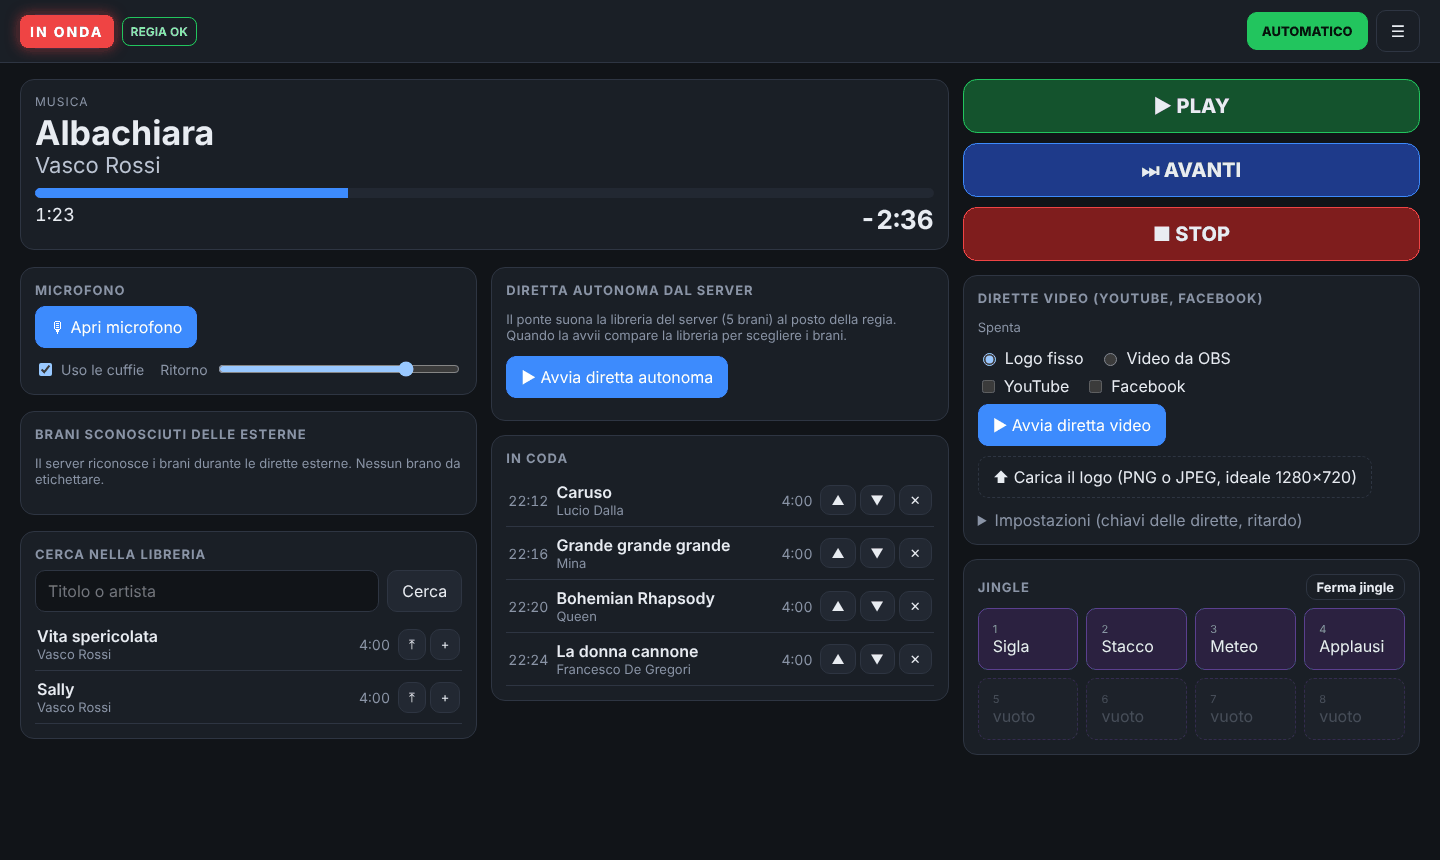 IN ONDA
REGIA OK
AUTOMATICO
☰
MUSICA
Albachiara
Vasco Rossi
1:23
-2:36
▶ PLAY
⏭ AVANTI
■ STOP
MICROFONO
🎙 Apri microfono
Uso le cuffie
Ritorno
BRANI SCONOSCIUTI DELLE ESTERNE
Il server riconosce i brani durante le dirette esterne. Nessun brano da
etichettare.
CERCA NELLA LIBRERIA
Titolo o artista
Cerca
Vita spericolata
Vasco Rossi
4:00
⤒
+
Sally
Vasco Rossi
4:00
⤒
+
DIRETTA AUTONOMA DAL SERVER
Il ponte suona la libreria del server (5 brani) al posto della regia.
Quando la avvii compare la libreria per scegliere i brani.
▶ Avvia diretta autonoma
IN CODA
22:12
Caruso
Lucio Dalla
4:00
▲
▼
✕
22:16
Grande grande grande
Mina
4:00
▲
▼
✕
22:20
Bohemian Rhapsody
Queen
4:00
▲
▼
✕
22:24
La donna cannone
Francesco De Gregori
4:00
▲
▼
✕
DIRETTE VIDEO (YOUTUBE, FACEBOOK)
Spenta
Logo fisso
Video da OBS
YouTube
Facebook
▶ Avvia diretta video
⬆ Carica il logo (PNG o JPEG, ideale 1280×720)
▶ Impostazioni (chiavi delle dirette, ritardo)
JINGLE
Ferma jingle
1
Sigla
2
Stacco
3
Meteo
4
Applausi
5
vuoto
6
vuoto
7
vuoto
8
vuoto